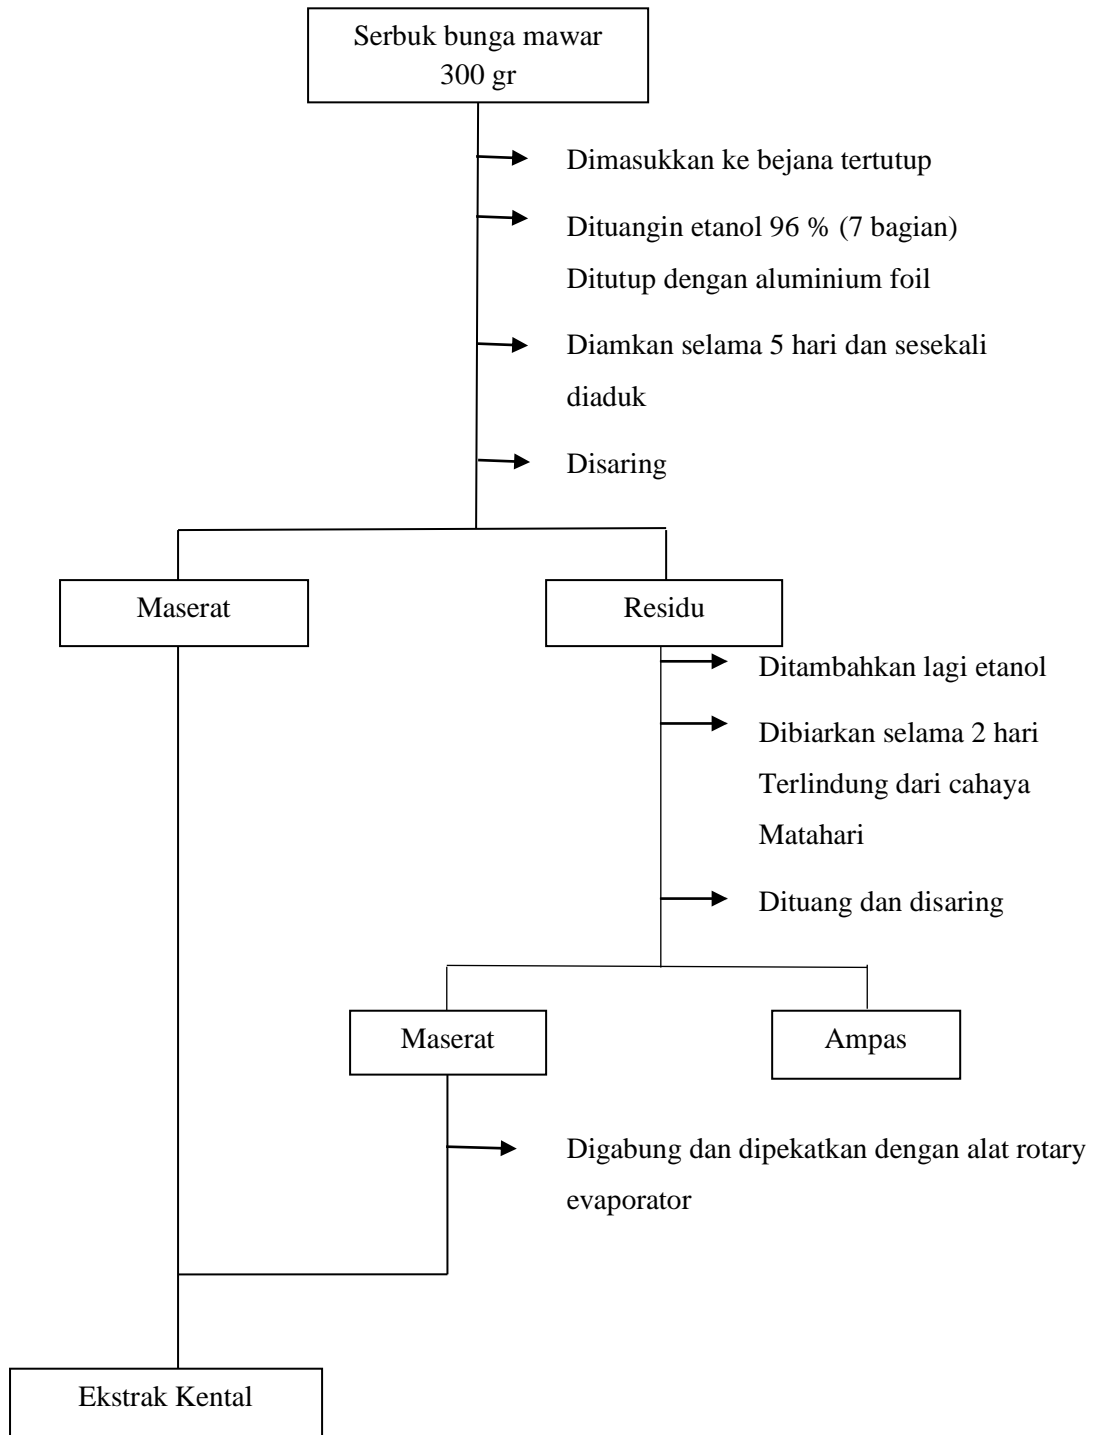 Serbuk bunga mawar
300 gr
Dimasukkan ke bejana tertutup
Dituangin etanol 96 % (7 bagian)
Ditutup dengan aluminium foil
Diamkan selama 5 hari dan sesekali
diaduk
Disaring
Maserat
Residu
Ditambahkan lagi etanol
Dibiarkan selama 2 hari
Terlindung dari cahaya
Matahari
Dituang dan disaring
Maserat
Ampas
Digabung dan dipekatkan dengan alat rotary
evaporator
Ekstrak Kental